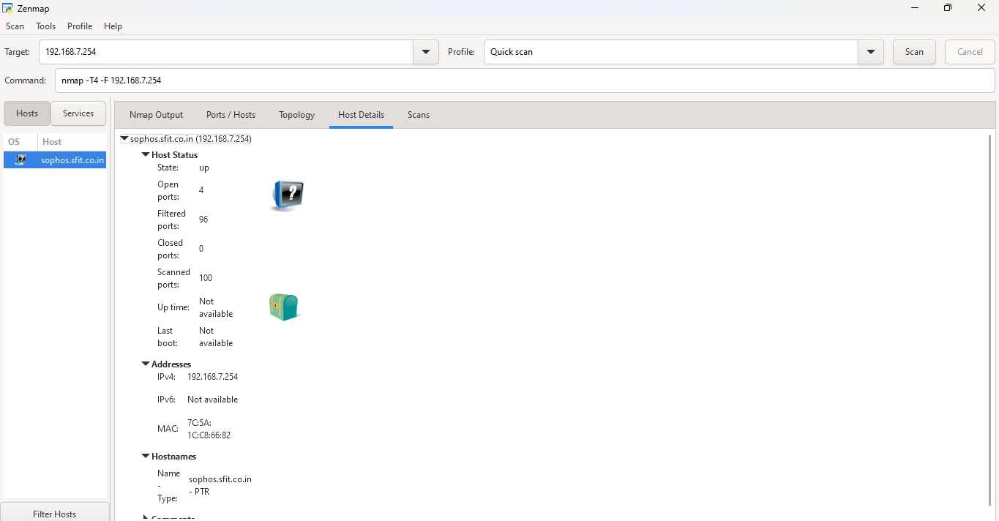 Zenmap
Scan Tools Profile Help
Target: 192.168.7.254 Profile: Quick scan Scan Cancel
Command: nmap -T4 -F 192.168.7.254
Hosts Services
Nmap Output Ports / Hosts Topology Host Details Scans
OS Host
sophos.sfit.co.in
sophos.sfit.co.in (192.168.7.254)
Host Status
State: up
Open
ports: 4
Filtered
ports: 96
Closed
ports: 0
Scanned
ports: 100
Up time: Not
available
Last
boot: Not
available
Addresses
IPv4: 192.168.7.254
IPv6: Not available
MAC: 7C:5A:
1C:C8:66:82
Hostnames
Name
-
Type: sophos.sfit.co.in
- PTR
Comments
Filter Hosts